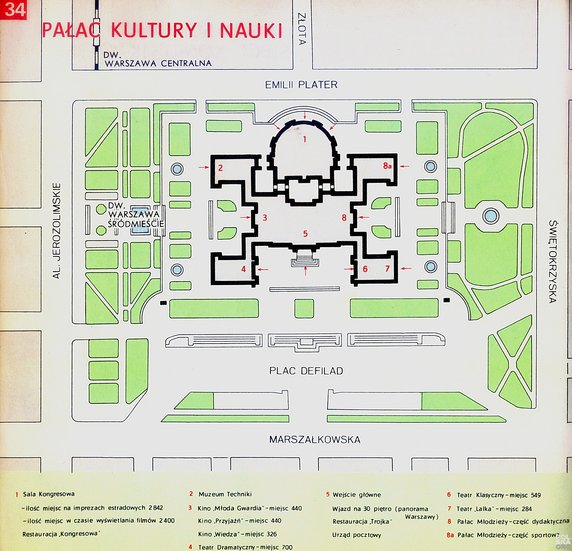 34
PAŁAC KULTURY I NAUKI
DW.
WARSZAWA CENTRALNA
ZŁOTA
EMILII PLATER
AL. JEROZOLIMSKIE
DW.
WARSZAWA
ŚRÓDMIEŚCIE
ŚWIĘTOKRZYSKA
1
2
8a
3
8
5
4
6
7
PLAC DEFILAD
MARSZAŁKOWSKA
1 Sala Kongresowa
-ilość miejsc na imprezach estradowych 2842
-ilość miejsc w czasie wyświetlania filmów 2400
Restauracja „Kongresowa"
2 Muzeum Techniki
3 Kino „Młoda Gwardia" - miejsc 440
Kino „Przyjaźń" miejsc 440
Kino „Wiedza" miejsc 326
4 Teatr Dramatyczny - miejsc 700
5 Wejście główne
Wjazd na 30 piętro (panorama
Warszawy)
Restauracja „Trojka"
Urząd pocztowy
6 Teatr Klasyczny - miejsc 549
7 Teatr „Lalka" - miejsc 284
8 Pałac Młodzieży - część dydaktyczna
8a Pałac Młodzieży - część sportowa